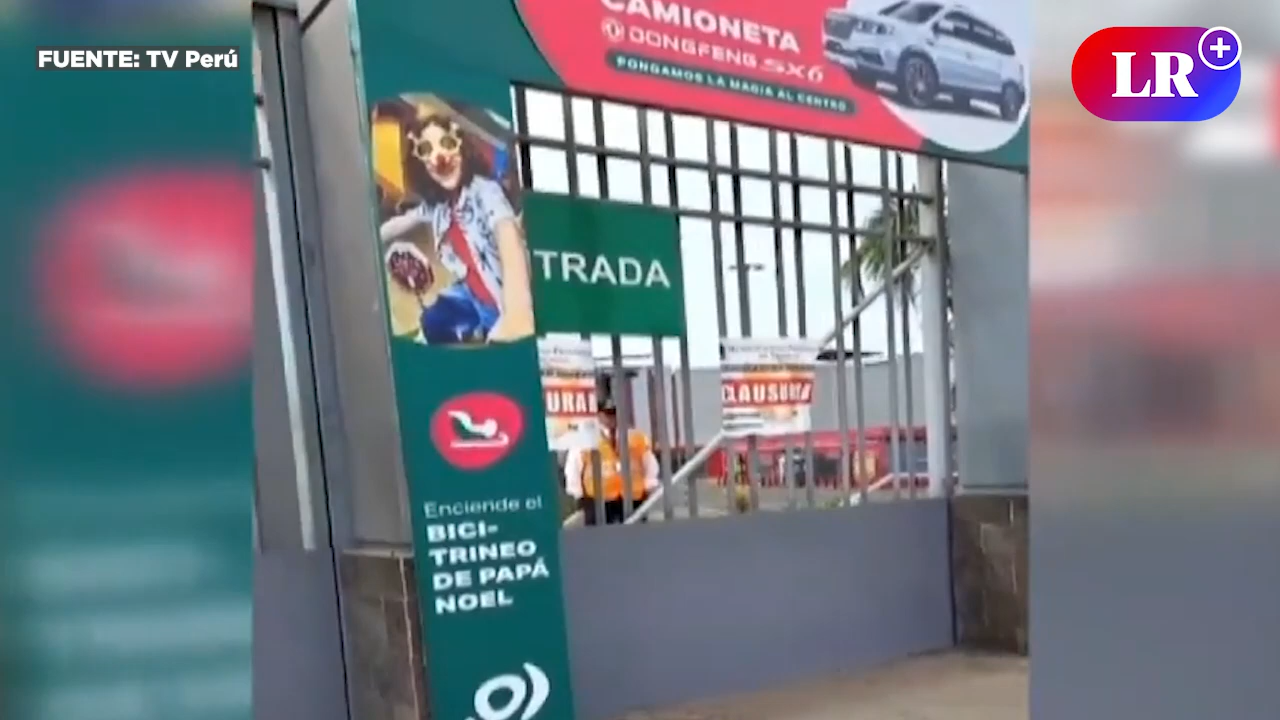 FUENTE: TV Perú
LR+
CAMIONETA
DONGFENG SX6
PONGAMOS LA MAGIA AL CENTRO
TRADA
URAD
CLAUSURA
Enciende el
BICI-
TRINEO
DE PAPÁ
NOEL